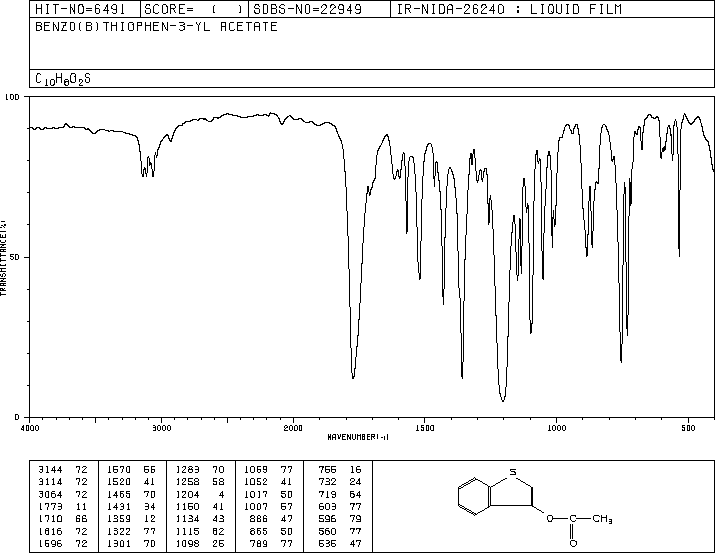 HIT-NO=6491 SCORE= ( ) SDBS-NO=22949 IR-NIDA-26240 : LIQUID FILM
BENZO(B)THIOPHEN-3-YL ACETATE
C10H8O2S
100
50
0
TRANSMITTANCE(%)
4000 3000 2000 1500 1000 500
WAVENUMBER(-1)
3144 72 1570 55 1283 70 1069 77 755 16
3114 72 1520 41 1258 58 1052 41 732 24
3064 72 1465 70 1204 4 1017 50 719 64
1773 11 1431 34 1150 41 1007 57 603 77
1710 66 1359 12 1134 43 886 47 596 79
1616 72 1322 77 1115 62 865 50 560 77
1596 72 1301 70 1098 25 789 77 535 47
S
O
CH3
O